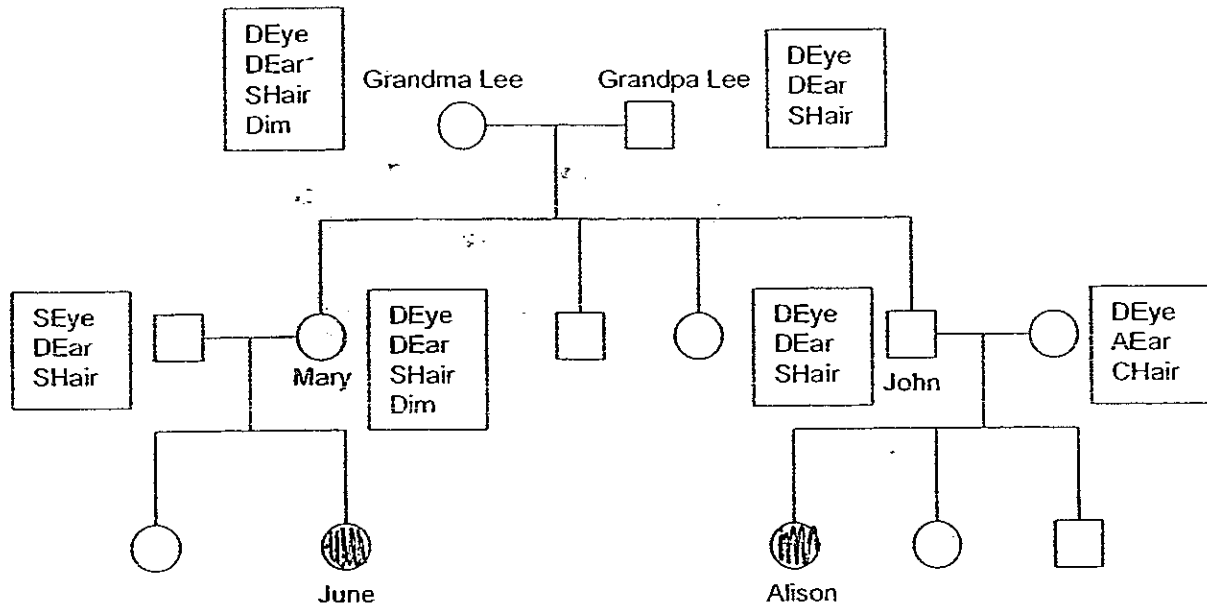 DEye
DEar
SHair
Dim
Grandma Lee
Grandpa Lee
DEye
DEar
SHair
SEye
DEar
SHair
Mary
DEye
DEar
SHair
Dim
DEye
DEar
SHair
John
DEye
AEar
CHair
June
Alison